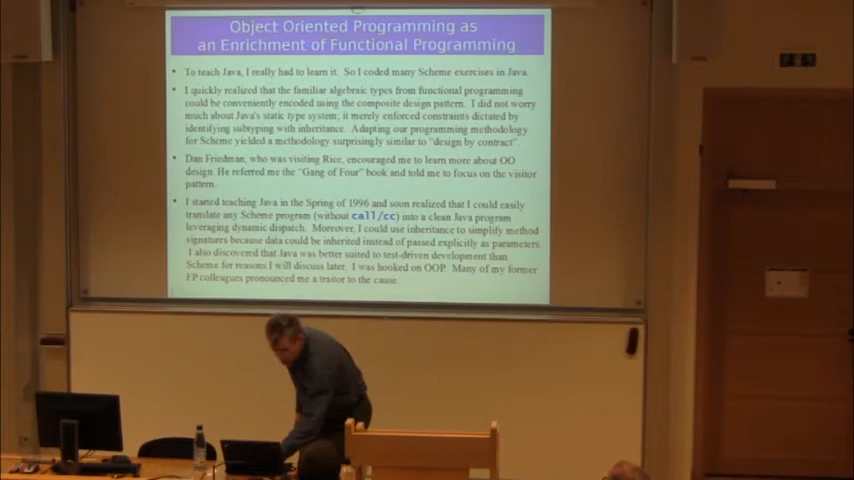 Object Oriented Programming as
an Enrichment of Functional Programming
• To teach Java, I really had to learn it. So I coded many Scheme exercises in Java.
• I quickly realized that the familiar algebraic types from functional programming
could be conveniently encoded using the composite design pattern. I did not worry
much about Java's static type system; it merely enforced constraints dictated by
identifying subtyping with inheritance. Adapting our programming methodology
for Scheme yielded a methodology surprisingly similar to "design by contract".
• Dan Friedman, who was visiting Rice, encouraged me to learn more about OO
design. He referred me the "Gang of Four" book and told me to focus on the visitor
pattern.
• I started teaching Java in the Spring of 1996 and soon realized that I could easily
translate any Scheme program (without call/cc) into a clean Java program
leveraging dynamic dispatch. Moreover, I could use inheritance to simplify method
signatures because data could be inherited instead of passed explicitly as parameters.
I also discovered that Java was better suited to test-driven development than
Scheme for reasons I will discuss later. I was hooked on OOP. Many of my former
FP colleagues pronounced me a traitor to the cause.